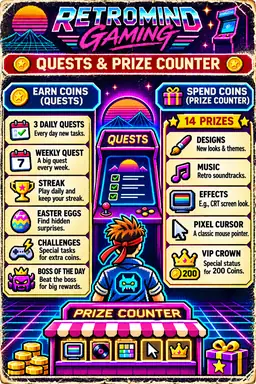 RETROMIND
GAMING
QUESTS & PRIZE COUNTER
EARN COINS
(QUESTS)
3 DAILY QUESTS
Every day new tasks.
7
WEEKLY QUEST
A big quest
every week.
STREAK
Play daily and
keep your streak.
EASTER EGGS
Find hidden
surprises.
CHALLENGES
Special tasks
for extra coins.
BOSS OF THE DAY
Beat the boss
for big rewards.
QUESTS
SPEND COINS
(PRIZE COUNTER)
14 PRIZES
DESIGNS
New looks & themes.
MUSIC
Retro soundtracks.
EFFECTS
E.g., CRT screen look.
PIXEL CURSOR
A classic mouse pointer.
200
VIP CROWN
Special status
for 200 Coins.
PRIZE COUNTER